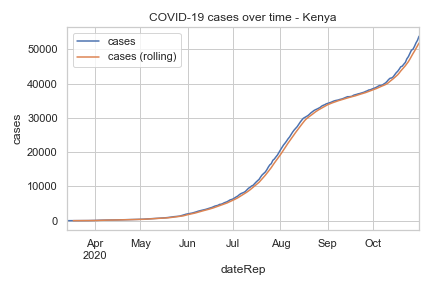 COVID-19 cases over time - Kenya
cases
cases (rolling)
50000
40000
30000
20000
10000
0
cases
Apr
2020
May
Jun
Jul
Aug
Sep
Oct
dateRep